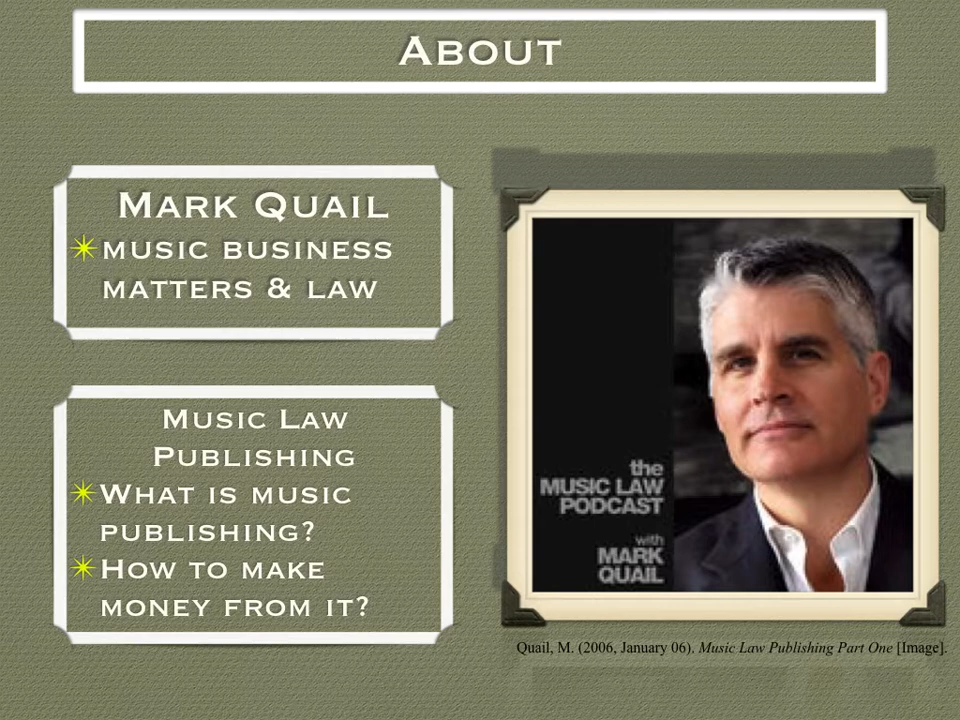 About
Mark Quail
music business
matters & law
Music Law
Publishing
What is music
publishing?
How to make
money from it?
the
MUSIC LAW
PODCAST
with
MARK
QUAIL
Quail, M. (2006, January 06). Music Law Publishing Part One [Image].